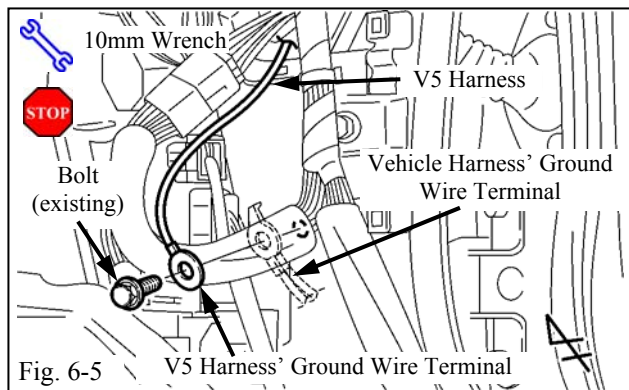 10mm Wrench
V5 Harness
STOP
Vehicle Harness’ Ground
Wire Terminal
Bolt
(existing)
V5 Harness’ Ground Wire Terminal
Fig. 6-5